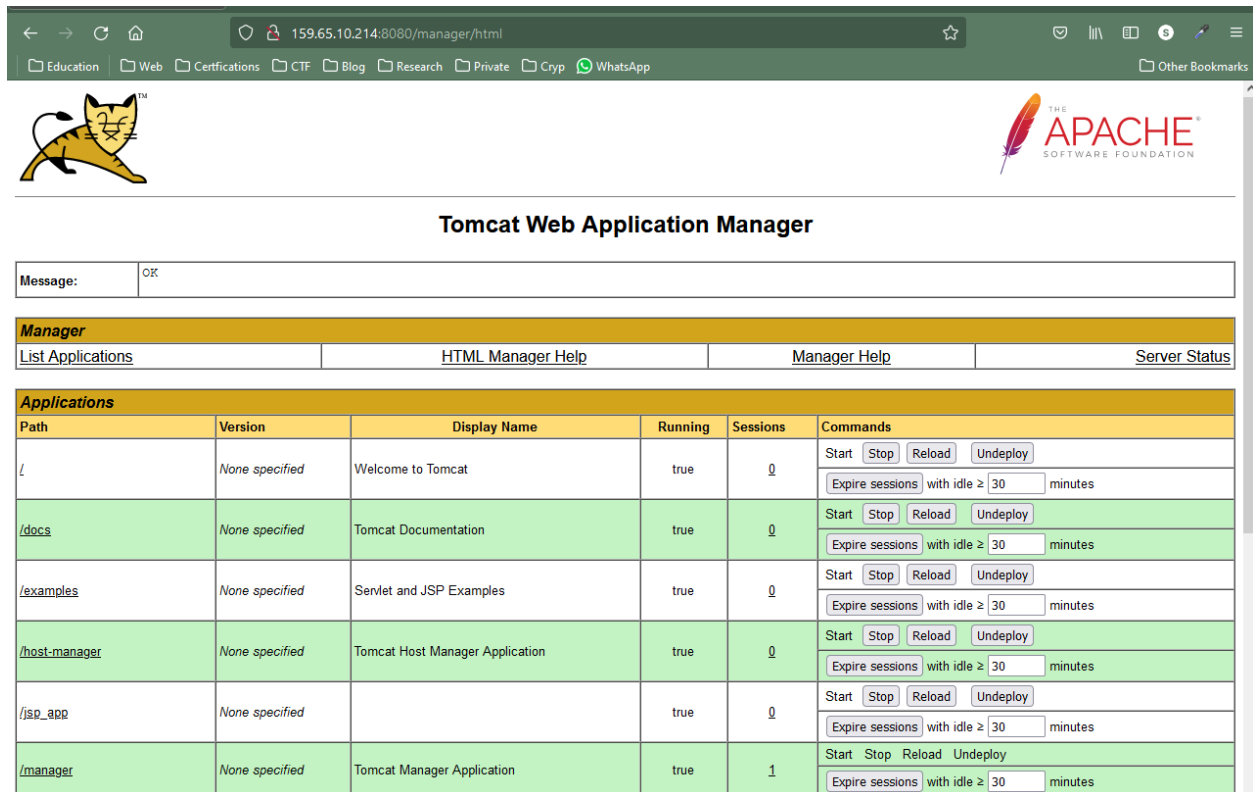 159.65.10.214:8080/manager/html
Education Web Certfications CTF Blog Research Private Cryp WhatsApp Other Bookmarks
TM
THE
APACHE®
SOFTWARE FOUNDATION
Tomcat Web Application Manager
Message: OK
Manager
List Applications HTML Manager Help Manager Help Server Status
Applications
Path Version Display Name Running Sessions Commands
/ None specified Welcome to Tomcat true 0 Start Stop Reload Undeploy
Expire sessions with idle ≥ 30 minutes
/docs None specified Tomcat Documentation true 0 Start Stop Reload Undeploy
Expire sessions with idle ≥ 30 minutes
/examples None specified Servlet and JSP Examples true 0 Start Stop Reload Undeploy
Expire sessions with idle ≥ 30 minutes
/host-manager None specified Tomcat Host Manager Application true 0 Start Stop Reload Undeploy
Expire sessions with idle ≥ 30 minutes
/jsp_app None specified true 0 Start Stop Reload Undeploy
Expire sessions with idle ≥ 30 minutes
/manager None specified Tomcat Manager Application true 1 Start Stop Reload Undeploy
Expire sessions with idle ≥ 30 minutes